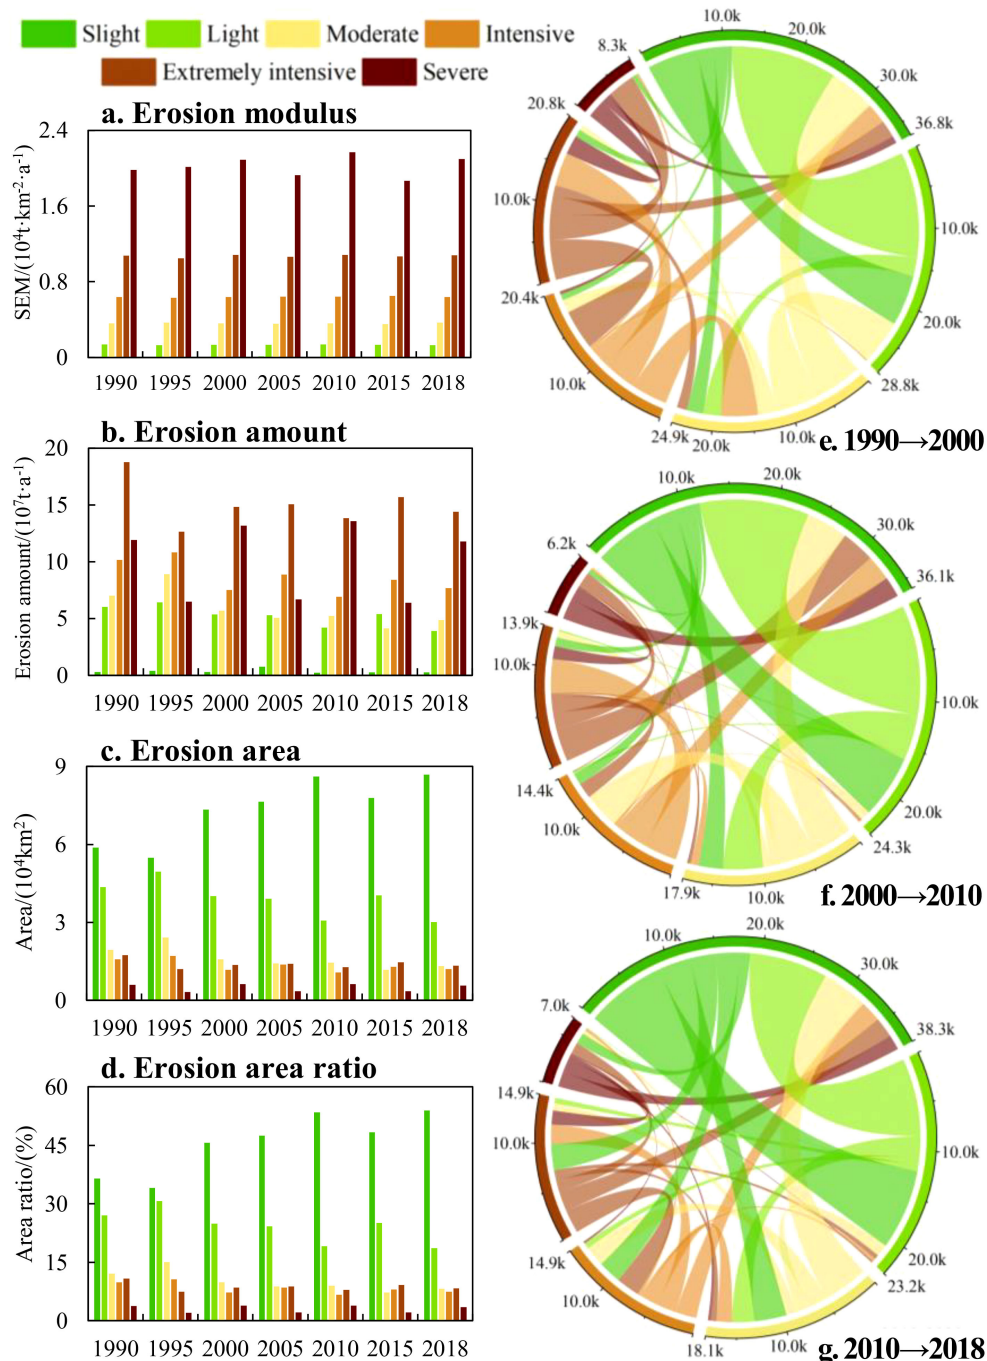 Slight Light Moderate Intensive
Extremely intensive Severe
a. Erosion modulus
SEM/(10⁴t·km⁻²·a⁻¹)
2.4
1.6
0.8
0
1990 1995 2000 2005 2010 2015 2018
b. Erosion amount
Erosion amount/(10⁷t·a⁻¹)
20
15
10
5
0
1990 1995 2000 2005 2010 2015 2018
c. Erosion area
Area/(10⁴km²)
9
6
3
0
1990 1995 2000 2005 2010 2015 2018
d. Erosion area ratio
Area ratio/(%)
60
45
30
15
0
1990 1995 2000 2005 2010 2015 2018
10.0k
20.0k
30.0k
36.8k
10.0k
20.0k
28.8k
10.0k
20.0k
24.9k
10.0k
20.4k
10.0k
20.8k
8.3k
e. 1990→2000
10.0k
20.0k
30.0k
36.1k
10.0k
20.0k
24.3k
10.0k
17.9k
10.0k
14.4k
10.0k
13.9k
6.2k
f. 2000→2010
10.0k
20.0k
30.0k
38.3k
10.0k
20.0k
23.2k
10.0k
18.1k
10.0k
14.9k
10.0k
14.9k
7.0k
g. 2010→2018